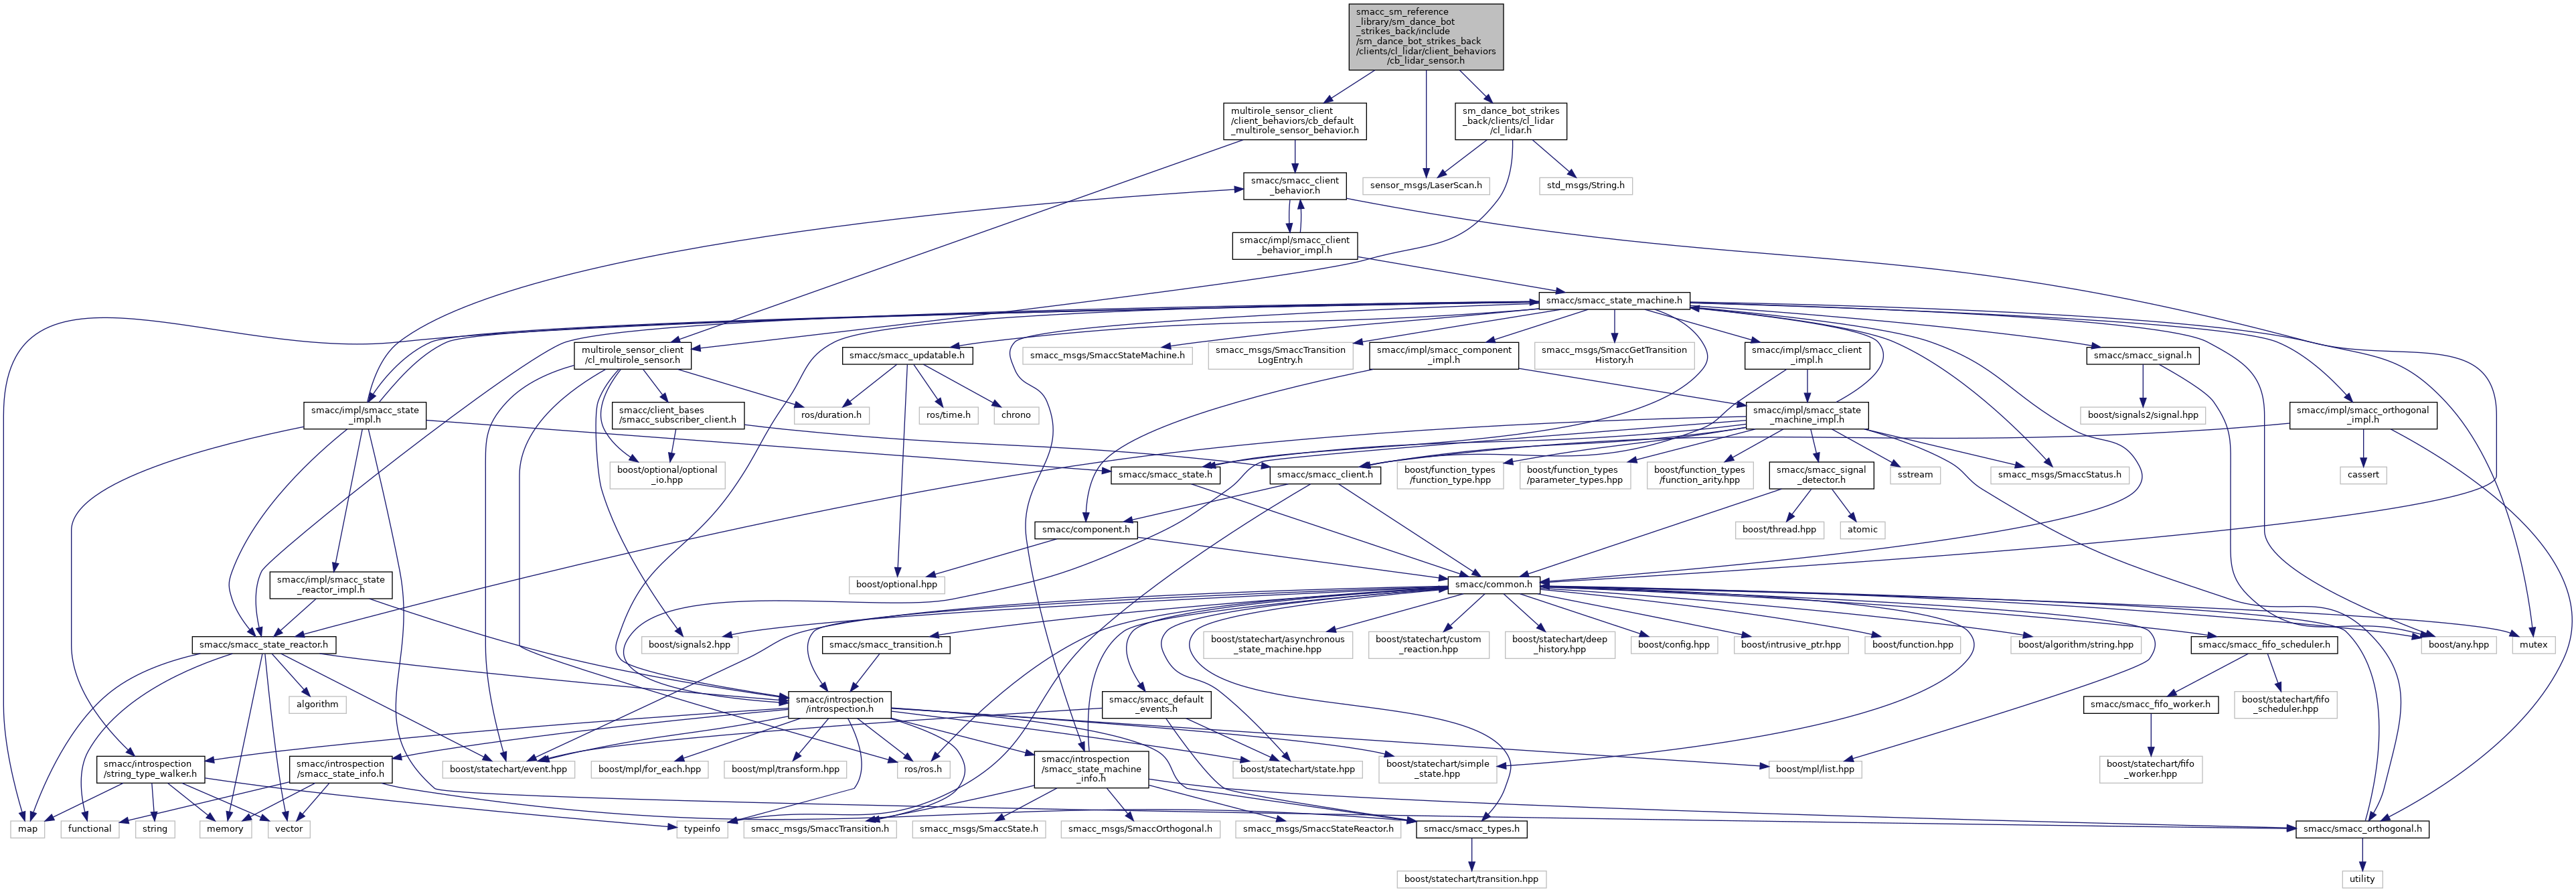 smacc_sm_reference
_library/sm_dance_bot
_strikes_back/include
/sm_dance_bot_strikes_back
/clients/cl_lidar/client_behaviors
/cb_lidar_sensor.h
multirole_sensor_client
/client_behaviors/cb_default
_multirole_sensor_behavior.h
sm_dance_bot_strikes
_back/clients/cl_lidar
/cl_lidar.h
smacc/smacc_client
_behavior.h
sensor_msgs/LaserScan.h
std_msgs/String.h
smacc/impl/smacc_client
_behavior_impl.h
smacc/smacc_state_machine.h
multirole_sensor_client
/cl_multirole_sensor.h
smacc/smacc_updatable.h
smacc_msgs/SmaccStateMachine.h
smacc_msgs/SmaccTransition
LogEntry.h
smacc/impl/smacc_component
_impl.h
smacc_msgs/SmaccGetTransition
History.h
smacc/impl/smacc_client
_impl.h
smacc/smacc_signal.h
smacc/impl/smacc_state
_impl.h
smacc/client_bases
/smacc_subscriber_client.h
ros/duration.h
ros/time.h
chrono
smacc/impl/smacc_state
_machine_impl.h
boost/signals2/signal.hpp
smacc/impl/smacc_orthogonal
_impl.h
boost/optional/optional
_io.hpp
smacc/smacc_state.h
smacc/smacc_client.h
boost/function_types
/function_type.hpp
boost/function_types
/parameter_types.hpp
boost/function_types
/function_arity.hpp
smacc/smacc_signal
_detector.h
sstream
smacc_msgs/SmaccStatus.h
cassert
smacc/component.h
boost/thread.hpp
atomic
smacc/impl/smacc_state
_reactor_impl.h
boost/optional.hpp
smacc/common.h
smacc/smacc_state_reactor.h
boost/signals2.hpp
smacc/smacc_transition.h
boost/statechart/asynchronous
_state_machine.hpp
boost/statechart/custom
_reaction.hpp
boost/statechart/deep
_history.hpp
boost/config.hpp
boost/intrusive_ptr.hpp
boost/function.hpp
boost/algorithm/string.hpp
smacc/smacc_fifo_scheduler.h
boost/any.hpp
mutex
algorithm
smacc/introspection
/introspection.h
smacc/smacc_default
_events.h
smacc/smacc_fifo_worker.h
boost/statechart/fifo
_scheduler.hpp
smacc/introspection
/string_type_walker.h
smacc/introspection
/smacc_state_info.h
boost/statechart/event.hpp
boost/mpl/for_each.hpp
boost/mpl/transform.hpp
ros/ros.h
smacc/introspection
/smacc_state_machine
_info.h
boost/statechart/state.hpp
boost/statechart/simple
_state.hpp
boost/mpl/list.hpp
boost/statechart/fifo
_worker.hpp
map
functional
string
memory
vector
typeinfo
smacc_msgs/SmaccTransition.h
smacc_msgs/SmaccState.h
smacc_msgs/SmaccOrthogonal.h
smacc_msgs/SmaccStateReactor.h
smacc/smacc_types.h
smacc/smacc_orthogonal.h
boost/statechart/transition.hpp
utility